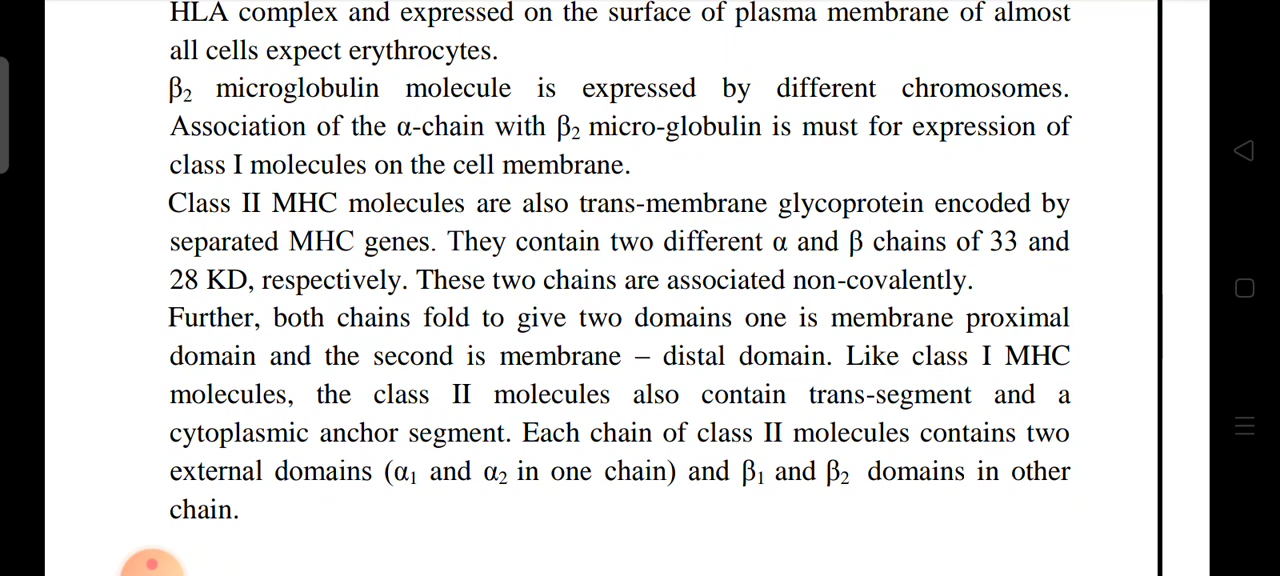 HLA complex and expressed on the surface of plasma membrane of almost
all cells expect erythrocytes.
β₂ microglobulin molecule is expressed by different chromosomes.
Association of the α-chain with β₂ micro-globulin is must for expression of
class I molecules on the cell membrane.
Class II MHC molecules are also trans-membrane glycoprotein encoded by
separated MHC genes. They contain two different α and β chains of 33 and
28 KD, respectively. These two chains are associated non-covalently.
Further, both chains fold to give two domains one is membrane proximal
domain and the second is membrane – distal domain. Like class I MHC
molecules, the class II molecules also contain trans-segment and a
cytoplasmic anchor segment. Each chain of class II molecules contains two
external domains (α₁ and α₂ in one chain) and β₁ and β₂ domains in other
chain.